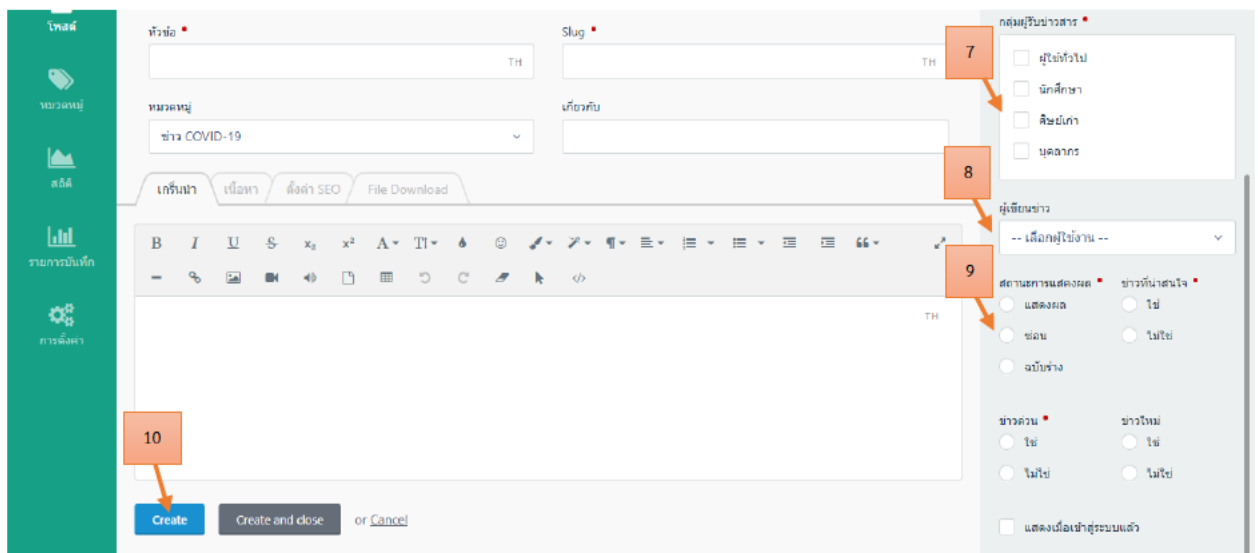 โพสต์
หมวดหมู่
สถิติ
รายการบันทึก
การตั้งค่า
หัวข้อ *
TH
Slug *
TH
หมวดหมู่
ข่าว COVID-19
เกี่ยวกับ
เกริ่นนำ
เนื้อหา
ตั้งค่า SEO
File Download
TH
10
Create
Create and close
or Cancel
กลุ่มผู้รับข่าวสาร *
7
ผู้ใช้ทั่วไป
นักศึกษา
ศิษย์เก่า
บุคลากร
8
ผู้เขียนข่าว
-- เลือกผู้ใช้งาน --
9
สถานะการแสดงผล * ข่าวที่น่าสนใจ *
แสดงผล ใช่
ซ่อน ไม่ใช่
ฉบับร่าง
ข่าวด่วน * ข่าวใหม่
ใช่ ใช่
ไม่ใช่ ไม่ใช่
แสดงเมื่อเข้าสู่ระบบแล้ว